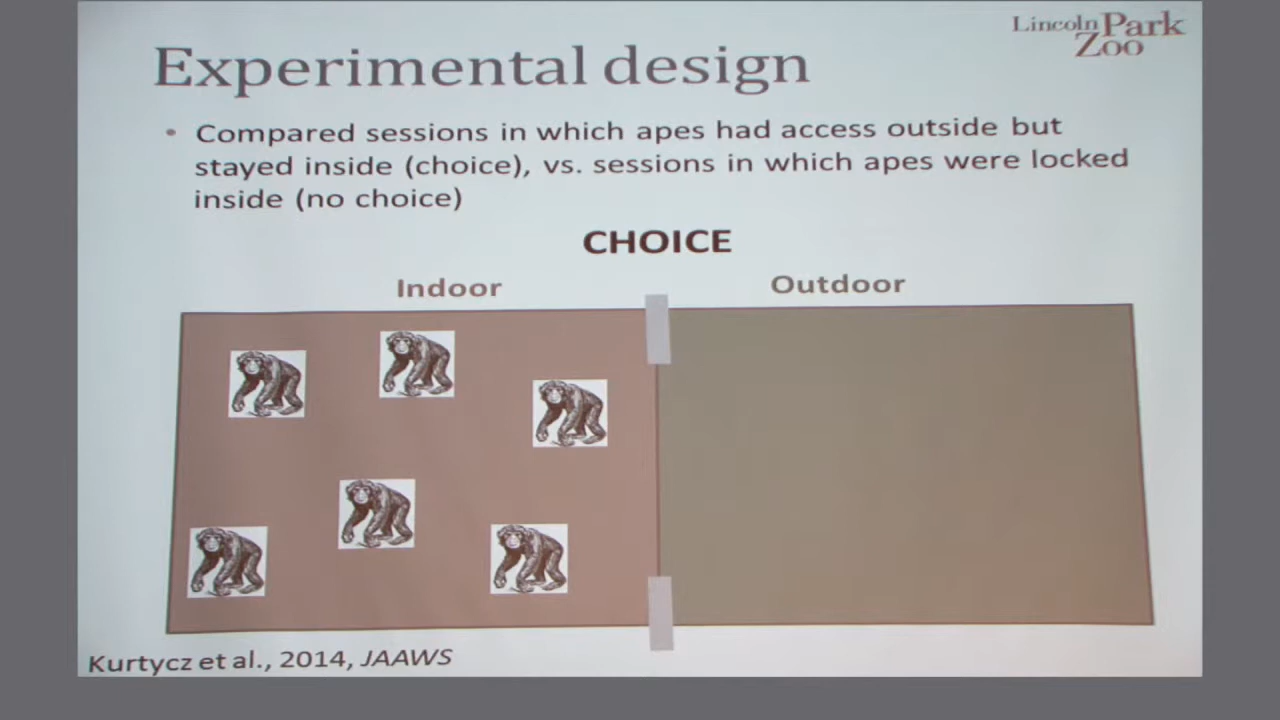 Lincoln Park
Zoo
Experimental design
• Compared sessions in which apes had access outside but
stayed inside (choice), vs. sessions in which apes were locked
inside (no choice)
CHOICE
Indoor
Outdoor
Kurtycz et al., 2014, JAAWS